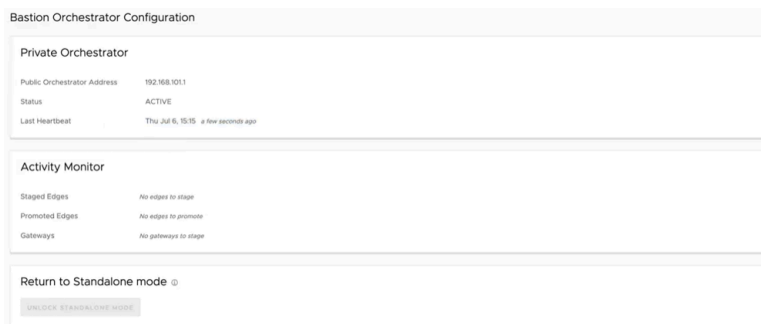 Bastion Orchestrator Configuration
Private Orchestrator
Public Orchestrator Address 192.168.101.1
Status ACTIVE
Last Heartbeat Thu Jul 6, 15:15 a few seconds ago
Activity Monitor
Staged Edges No edges to stage
Promoted Edges No edges to promote
Gateways No gateways to stage
Return to Standalone mode
UNLOCK STANDALONE MODE